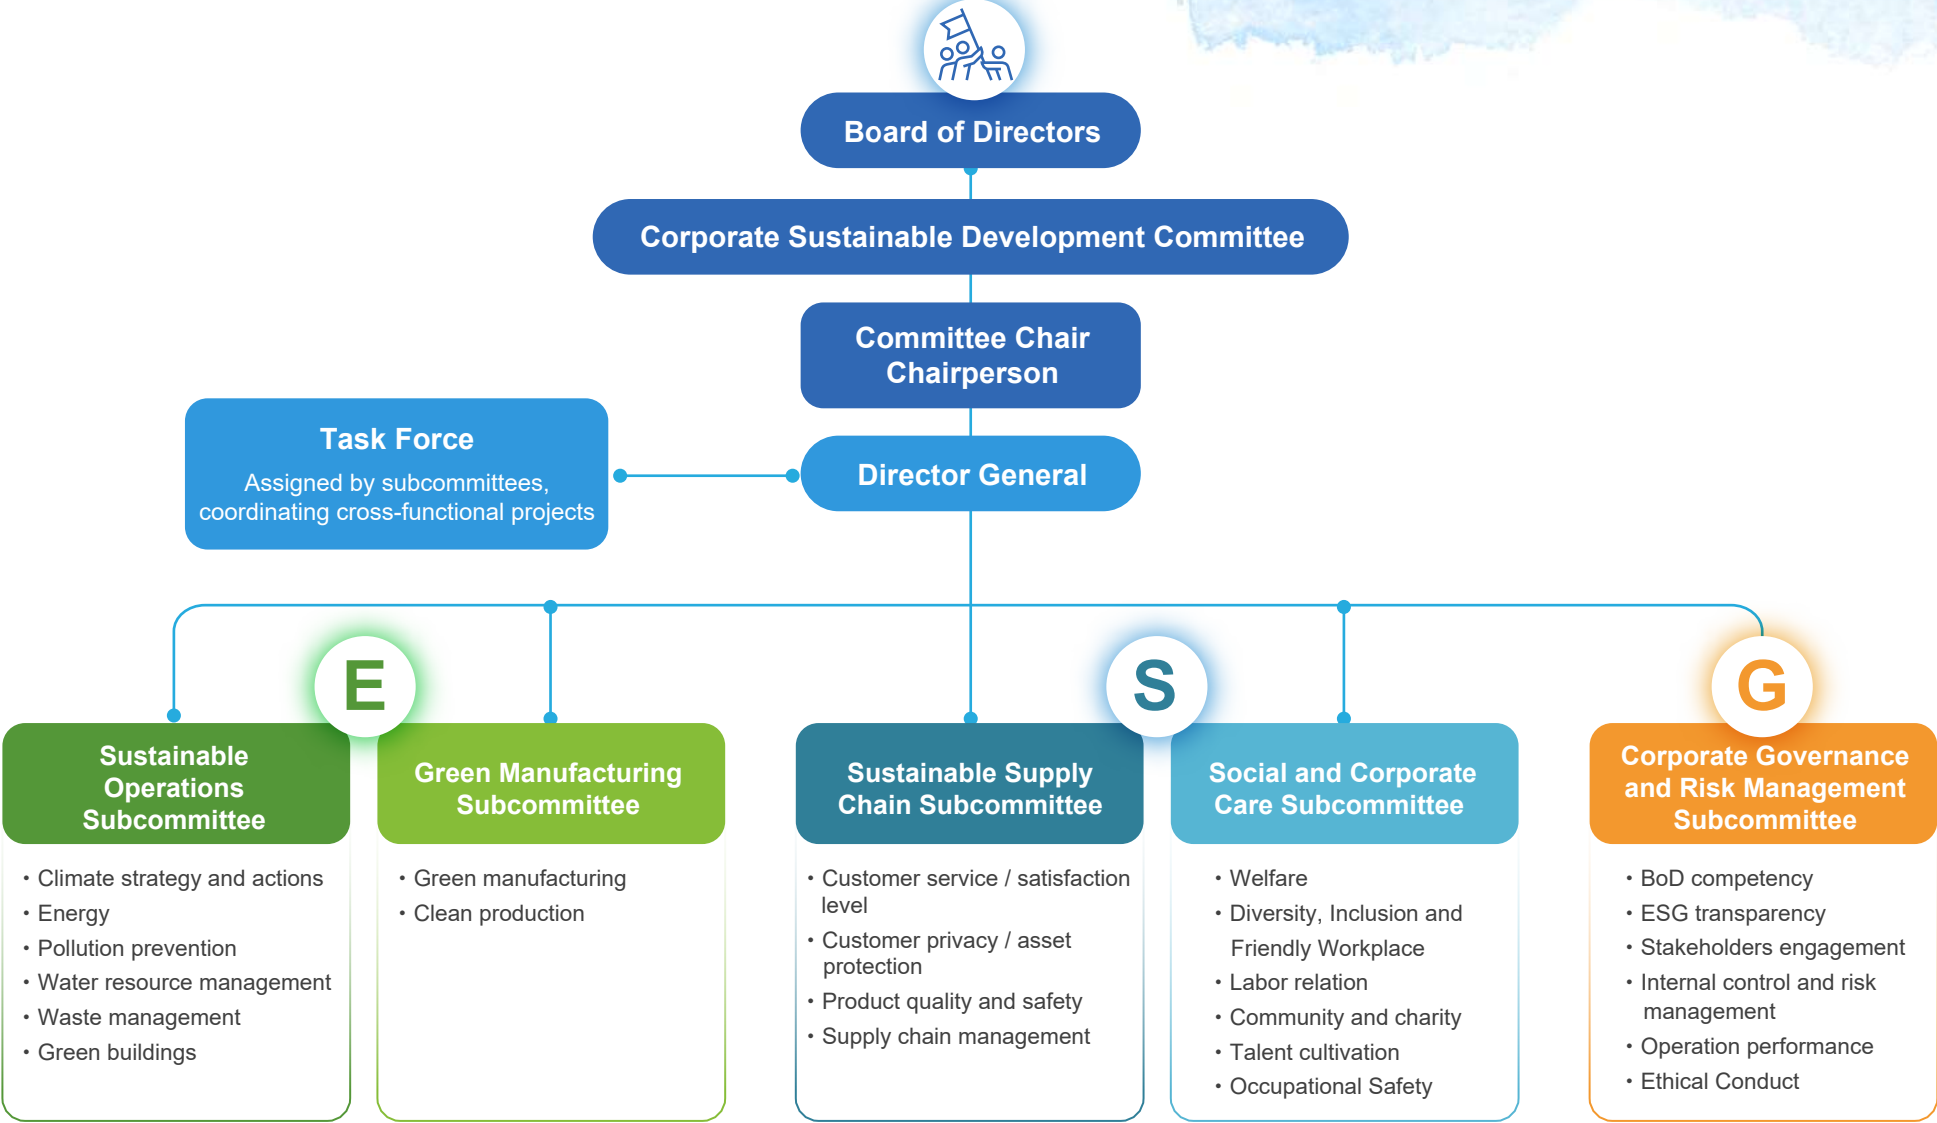 Board of Directors
Corporate Sustainable Development Committee
Committee Chair
Chairperson
Task Force
Assigned by subcommittees,
coordinating cross-functional projects
Director General
E
S
G
Sustainable
Operations
Subcommittee
・Climate strategy and actions
・Energy
・Pollution prevention
・Water resource management
・Waste management
・Green buildings
Green Manufacturing
Subcommittee
・Green manufacturing
・Clean production
Sustainable Supply
Chain Subcommittee
・Customer service / satisfaction
level
・Customer privacy / asset
protection
・Product quality and safety
・Supply chain management
Social and Corporate
Care Subcommittee
・Welfare
・Diversity, Inclusion and
Friendly Workplace
・Labor relation
・Community and charity
・Talent cultivation
・Occupational Safety
Corporate Governance
and Risk Management
Subcommittee
・BoD competency
・ESG transparency
・Stakeholders engagement
・Internal control and risk
management
・Operation performance
・Ethical Conduct